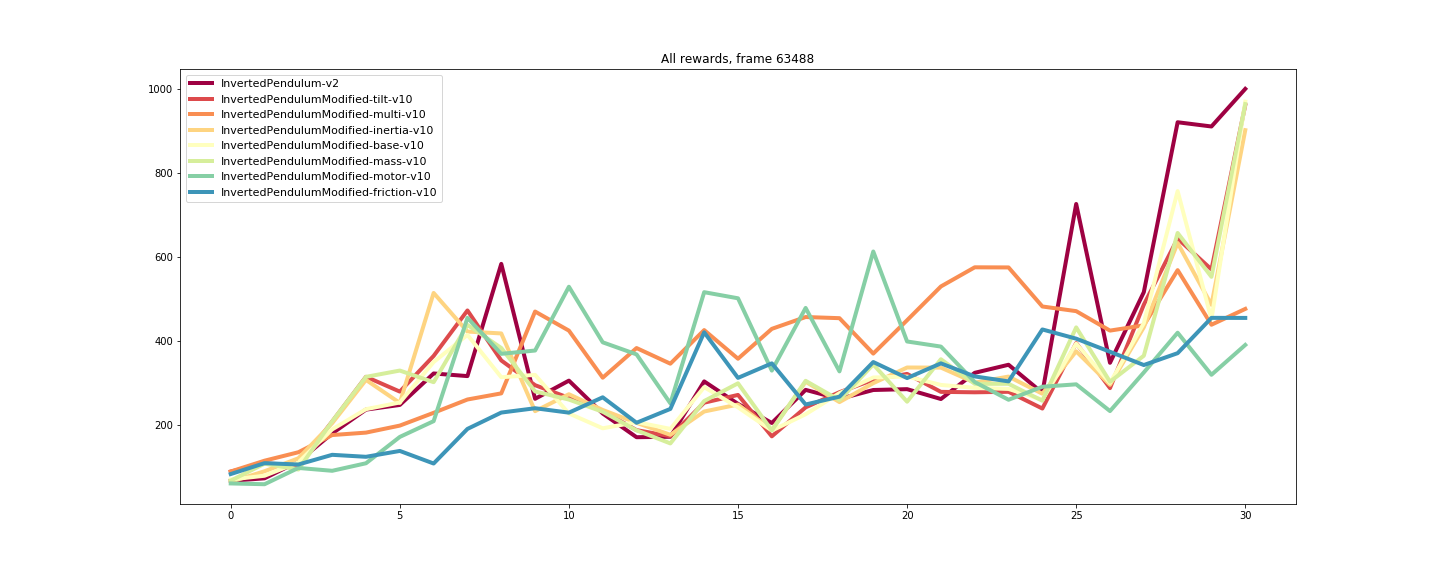 All rewards, frame 63488
InvertedPendulum-v2
InvertedPendulumModified-tilt-v10
InvertedPendulumModified-multi-v10
InvertedPendulumModified-inertia-v10
InvertedPendulumModified-base-v10
InvertedPendulumModified-mass-v10
InvertedPendulumModified-motor-v10
InvertedPendulumModified-friction-v10
1000
800
600
400
200
0 5 10 15 20 25 30